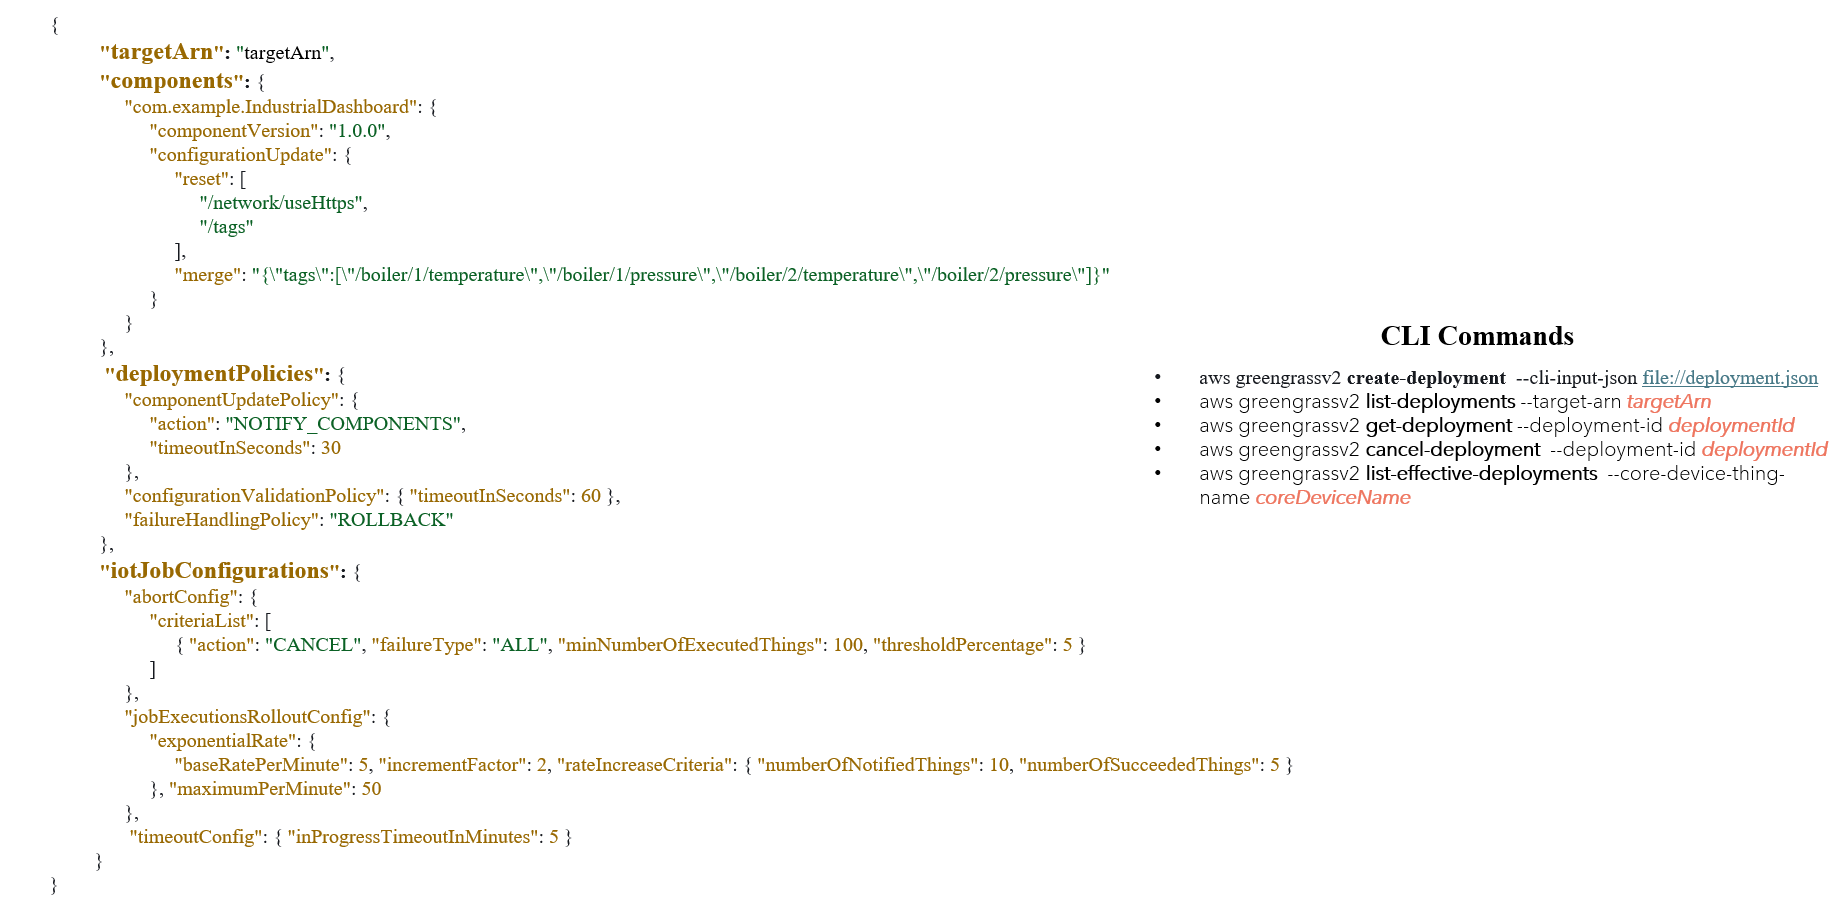 {
"targetArn": "targetArn",
"components": {
"com.example.IndustrialDashboard": {
"componentVersion": "1.0.0",
"configurationUpdate": {
"reset": [
"/network/useHttps",
"/tags"
],
"merge": "{\"tags\":[\"/boiler/1/temperature\",\"/boiler/1/pressure\",\"/boiler/2/temperature\",\"/boiler/2/pressure\"]}"
}
}
},
"deploymentPolicies": {
"componentUpdatePolicy": {
"action": "NOTIFY_COMPONENTS",
"timeoutInSeconds": 30
},
"configurationValidationPolicy": { "timeoutInSeconds": 60 },
"failureHandlingPolicy": "ROLLBACK"
},
"iotJobConfigurations": {
"abortConfig": {
"criteriaList": [
{ "action": "CANCEL", "failureType": "ALL", "minNumberOfExecutedThings": 100, "thresholdPercentage": 5 }
]
},
"jobExecutionsRolloutConfig": {
"exponentialRate": {
"baseRatePerMinute": 5, "incrementFactor": 2, "rateIncreaseCriteria": { "numberOfNotifiedThings": 10, "numberOfSucceededThings": 5 }
}, "maximumPerMinute": 50
},
"timeoutConfig": { "inProgressTimeoutInMinutes": 5 }
}
}
CLI Commands
• aws greengrassv2 create-deployment --cli-input-json file://deployment.json
• aws greengrassv2 list-deployments --target-arn targetArn
• aws greengrassv2 get-deployment --deployment-id deploymentId
• aws greengrassv2 cancel-deployment --deployment-id deploymentId
• aws greengrassv2 list-effective-deployments --core-device-thing-
name coreDeviceName